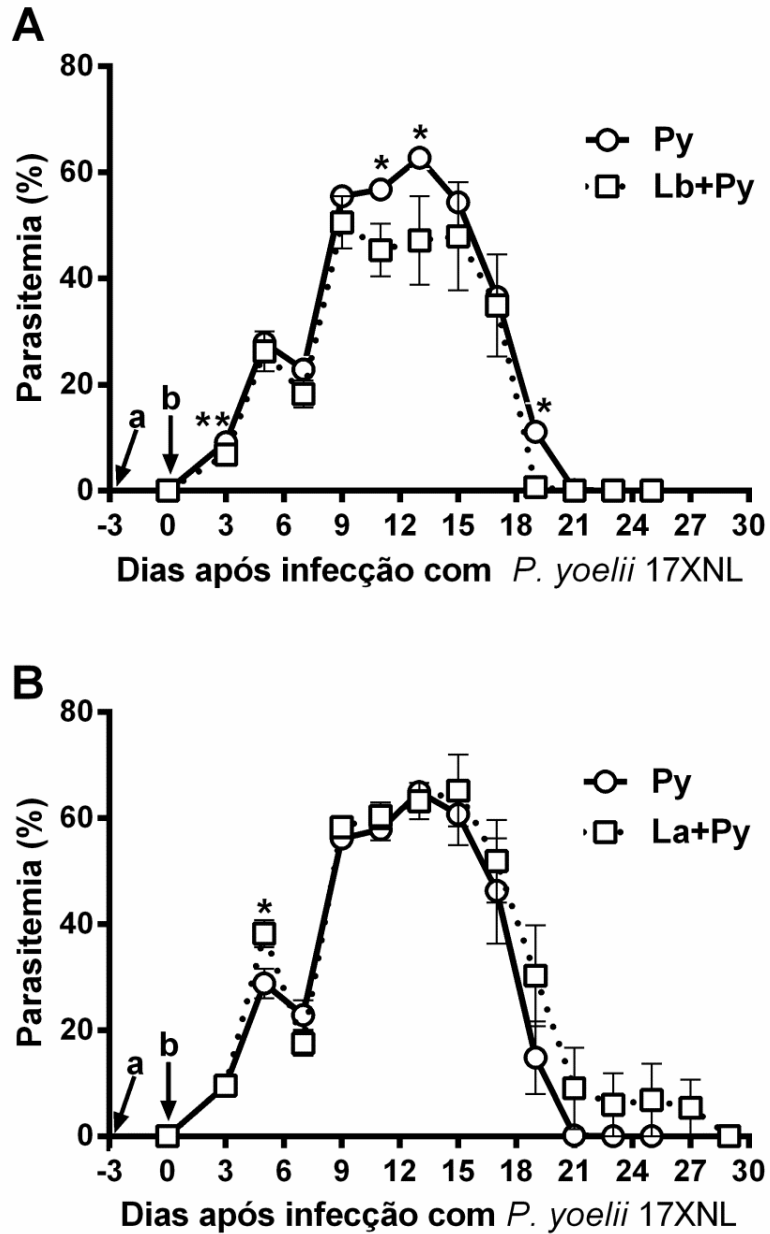 A
80
60
40
20
0
Parasitemia (%)
Py
Lb+Py
* *
**
*
a
b
-3 0 3 6 9 12 15 18 21 24 27 30
Dias após infecção com P. yoelii 17XNL
B
80
60
40
20
0
Parasitemia (%)
Py
La+Py
*
a
b
-3 0 3 6 9 12 15 18 21 24 27 30
Dias após infecção com P. yoelii 17XNL